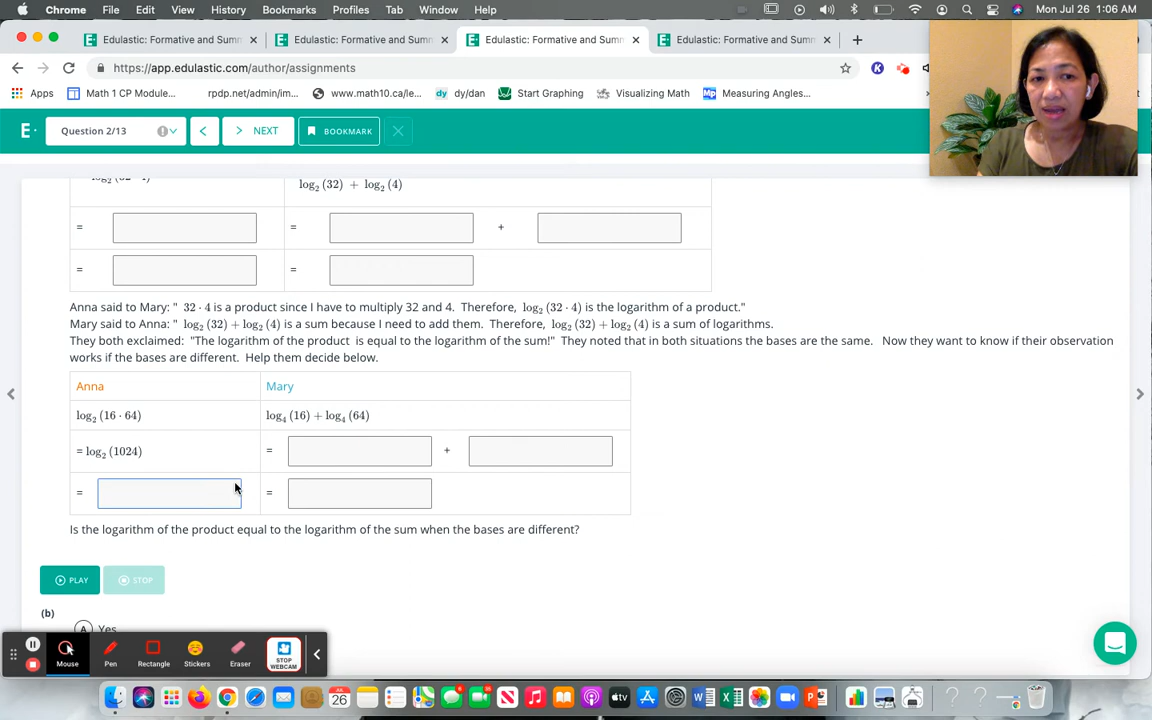 Chrome File Edit View History Bookmarks Profiles Tab Window Help Mon Jul 26 1:06 AM
Edulastic: Formative and Summ Edulastic: Formative and Summ Edulastic: Formative and Summ Edulastic: Formative and Summ
https://app.edulastic.com/author/assignments
Apps Math 1 CP Module... rpdp.net/admin/im... www.math10.ca/le... dy dy/dan Start Graphing Visualizing Math Mp Measuring Angles...
E Question 2/13 NEXT BOOKMARK
log₂ (32) + log₂ (4)
= = +
= =
Anna said to Mary: " 32 · 4 is a product since I have to multiply 32 and 4. Therefore, log₂ (32 · 4) is the logarithm of a product."
Mary said to Anna: " log₂ (32) + log₂ (4) is a sum because I need to add them. Therefore, log₂ (32) + log₂ (4) is a sum of logarithms.
They both exclaimed: "The logarithm of the product is equal to the logarithm of the sum!" They noted that in both situations the bases are the same. Now they want to know if their observation
works if the bases are different. Help them decide below.
Anna Mary
log₂ (16 · 64) log₄ (16) + log₄ (64)
= log₂ (1024) = +
= =
Is the logarithm of the product equal to the logarithm of the sum when the bases are different?
PLAY STOP
(b)
A Yes
Mouse Pen Rectangle Stickers Eraser STOP WEBCAM
JUL 26 tv